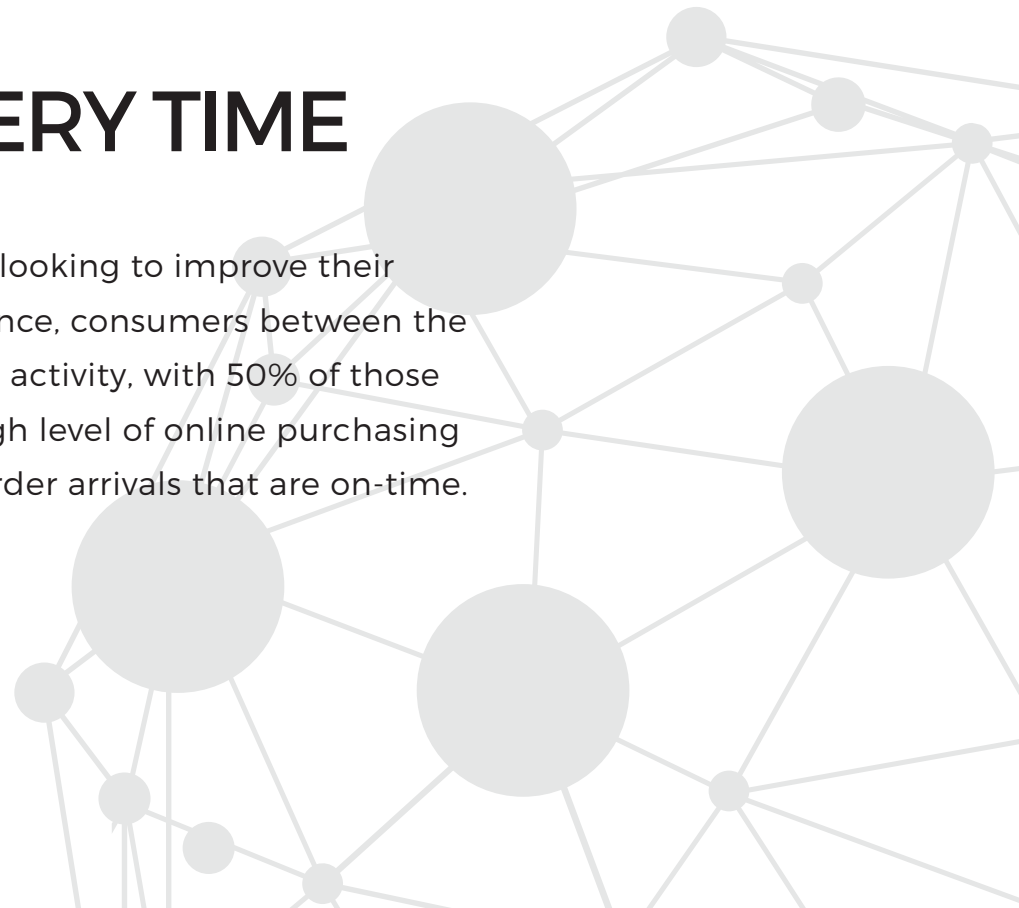 ERY TIME
looking to improve their
nce, consumers between the
activity, with 50% of those
gh level of online purchasing
rder arrivals that are on-time.